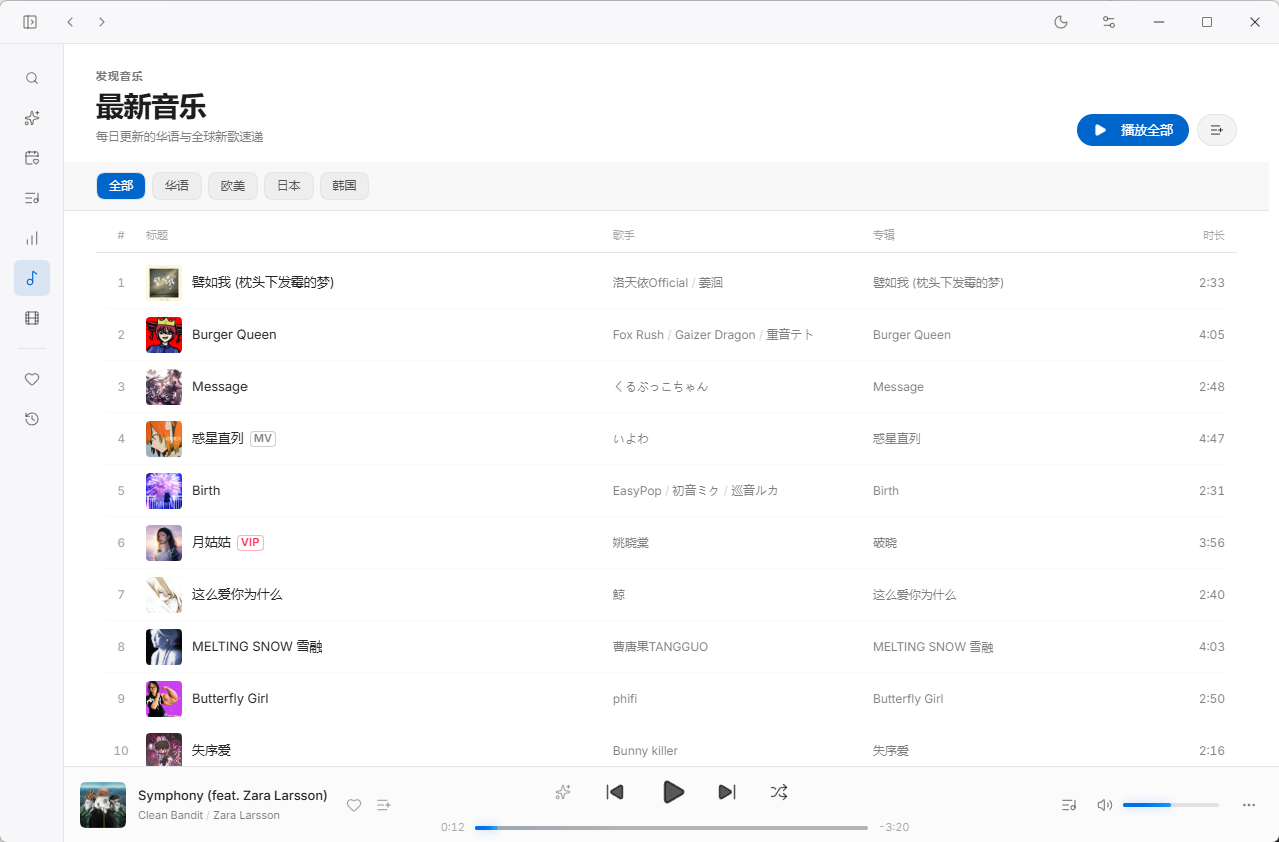 发现音乐
最新音乐
每日更新的华语与全球新歌速递
播放全部
全部 华语 欧美 日本 韩国
# 标题 歌手 专辑 时长
1 譬如我 (枕头下发霉的梦) 洛天依Official / 萎洄 譬如我 (枕头下发霉的梦) 2:33
2 Burger Queen Fox Rush / Gaizer Dragon / 重音テト Burger Queen 4:05
3 Message くるぶっこちゃん Message 2:48
4 惑星直列 MV いよわ 惑星直列 4:47
5 Birth EasyPop / 初音ミク / 巡音ルカ Birth 2:31
6 月姑姑 VIP 姚晓棠 破晓 3:56
7 这么爱你为什么 鲸 这么爱你为什么 2:40
8 MELTING SNOW 雪融 曹唐果TANGGUO MELTING SNOW 雪融 4:03
9 Butterfly Girl phifi Butterfly Girl 2:50
10 失序爱 Bunny killer 失序爱 2:16
Symphony (feat. Zara Larsson)
Clean Bandit / Zara Larsson
0:12 -3:20